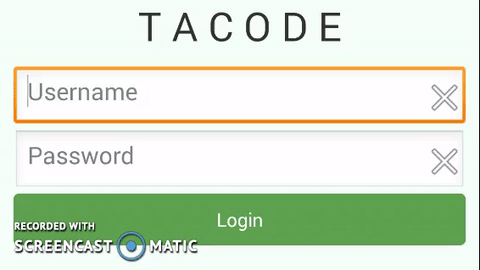 TACODE
Username
Password
Login
RECORDED WITH
SCREENCAST MATIC